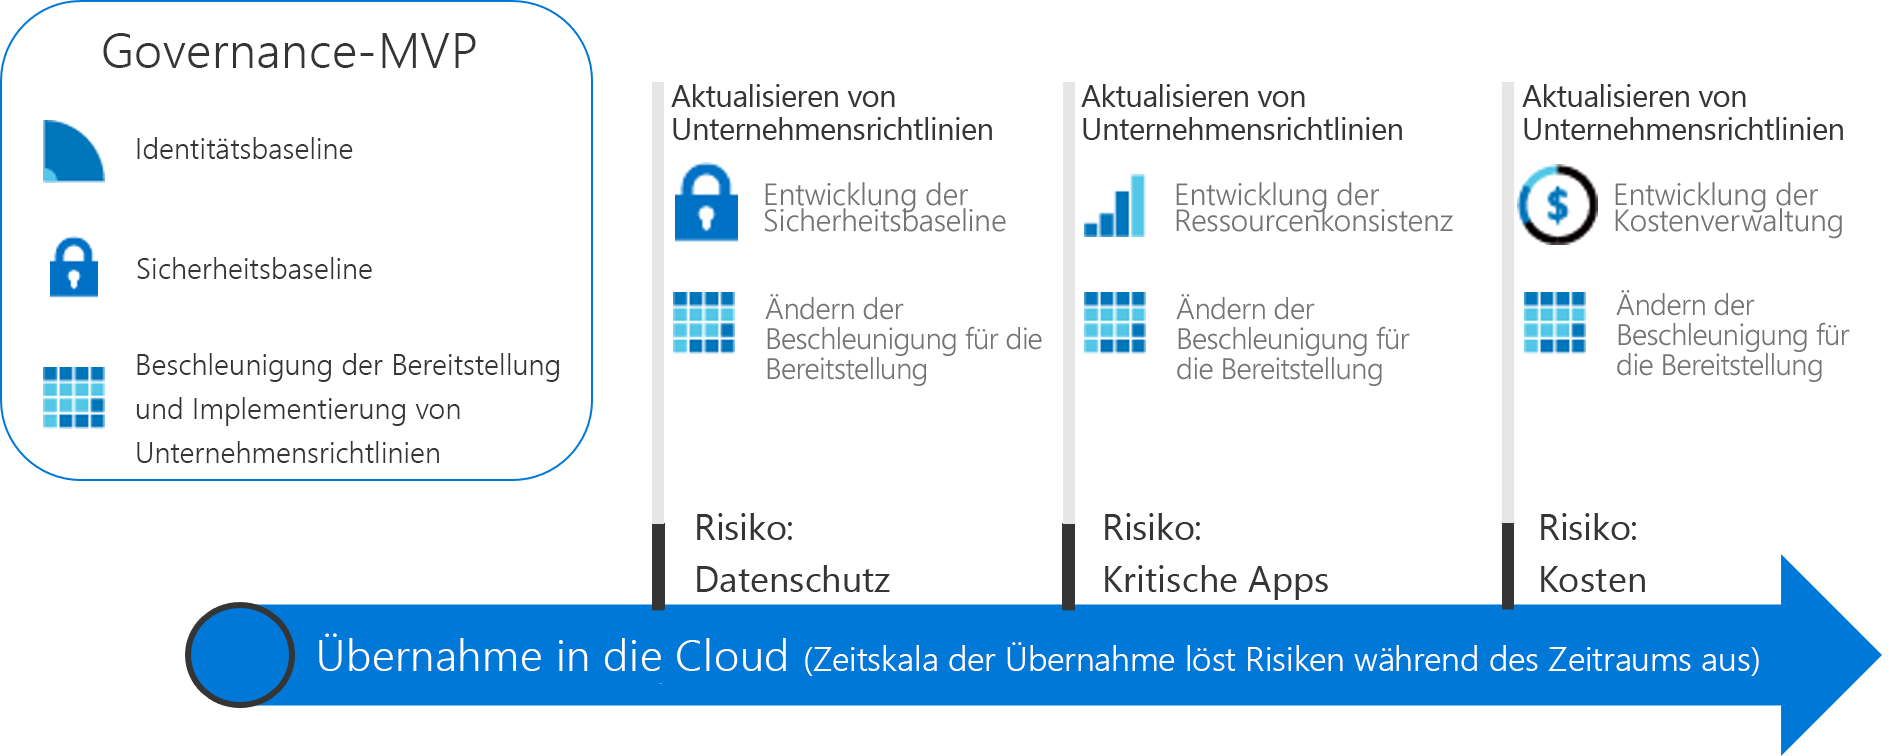 Governance-MVP
Identitätsbaseline
Sicherheitsbaseline
Beschleunigung der Bereitstellung
und Implementierung von
Unternehmensrichtlinien
Aktualisieren von
Unternehmensrichtlinien
Entwicklung der
Sicherheitsbaseline
Ändern der
Beschleunigung für die
Bereitstellung
Risiko:
Datenschutz
Aktualisieren von
Unternehmensrichtlinien
Entwicklung der
Ressourcenkonsistenz
Ändern der
Beschleunigung für
die Bereitstellung
Risiko:
Kritische Apps
Aktualisieren von
Unternehmensrichtlinien
$
Entwicklung der
Kostenverwaltung
Ändern der
Beschleunigung für
die Bereitstellung
Risiko:
Kosten
Übernahme in die Cloud (Zeitskala der Übernahme löst Risiken während des Zeitraums aus)